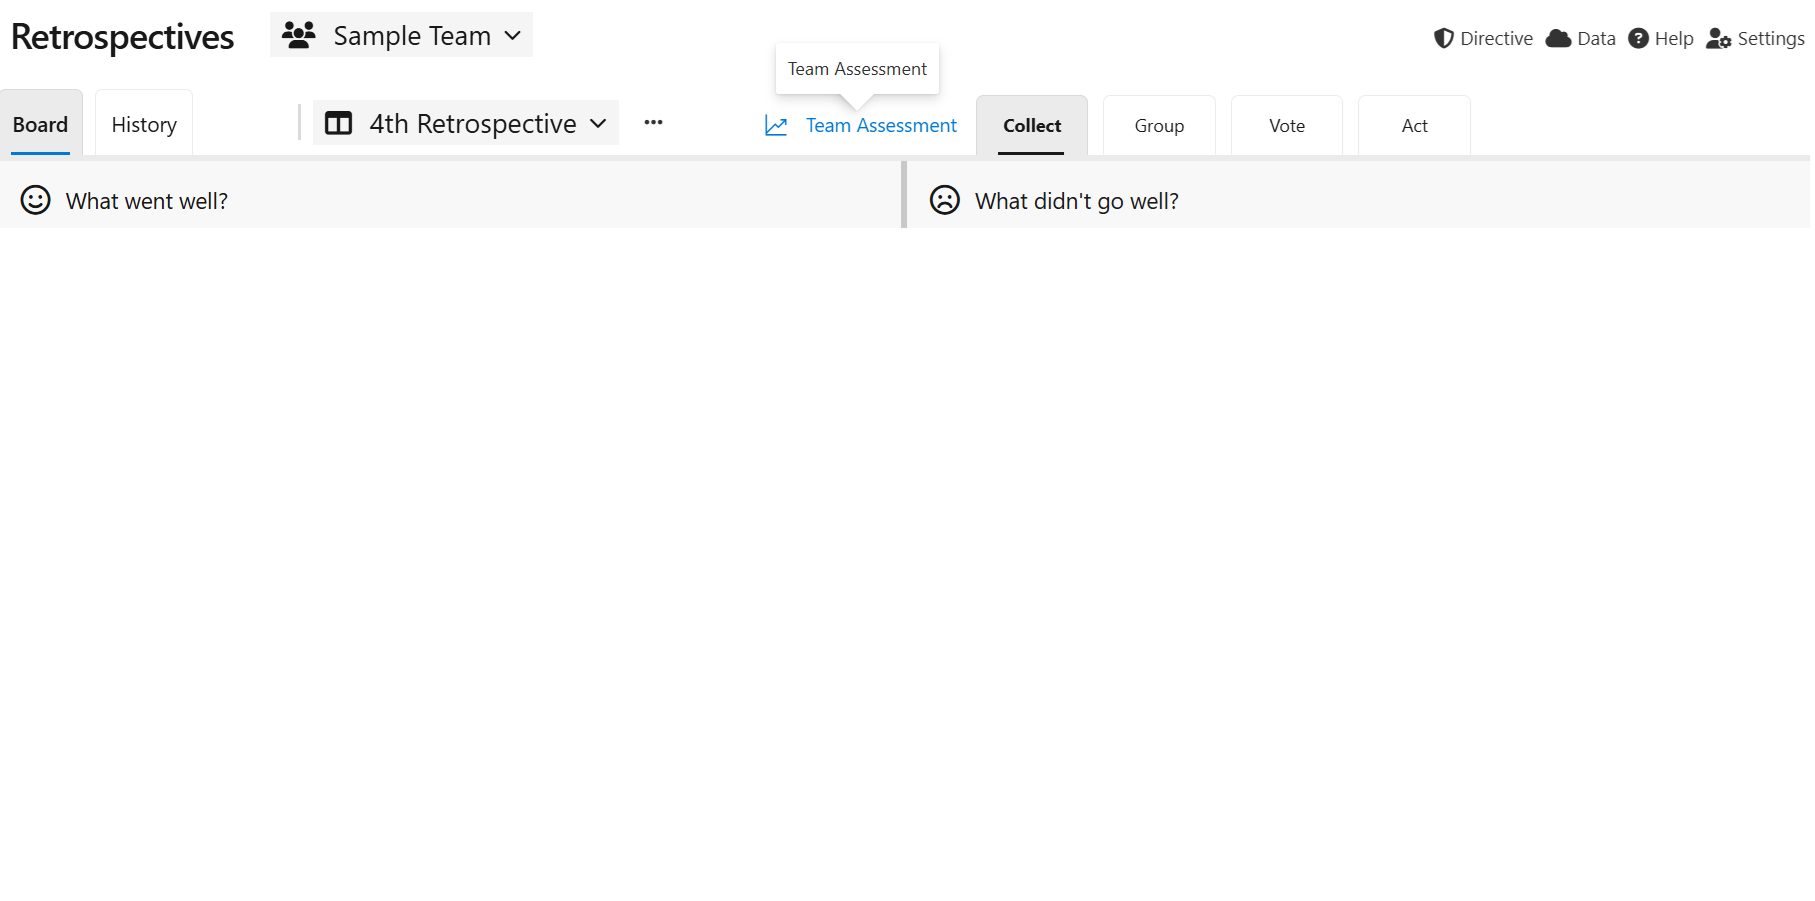 Retrospectives
Sample Team
Directive
Data
Help
Settings
Team Assessment
Board
History
4th Retrospective
Team Assessment
Collect
Group
Vote
Act
What went well?
What didn't go well?